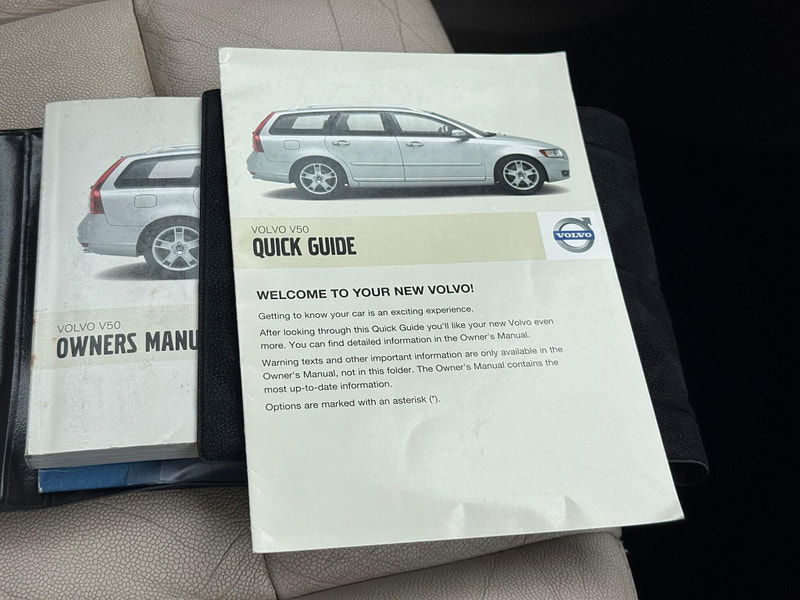 VOLVO V50
OWNERS MANU
VOLVO V50
QUICK GUIDE
VOLVO
WELCOME TO YOUR NEW VOLVO!
Getting to know your car is an exciting experience.
After looking through this Quick Guide you'll like your new Volvo even
more. You can find detailed information in the Owner's Manual.
Warning texts and other important information are only available in the
Owner's Manual, not in this folder. The Owner's Manual contains the
most up-to-date information.
Options are marked with an asterisk (*).